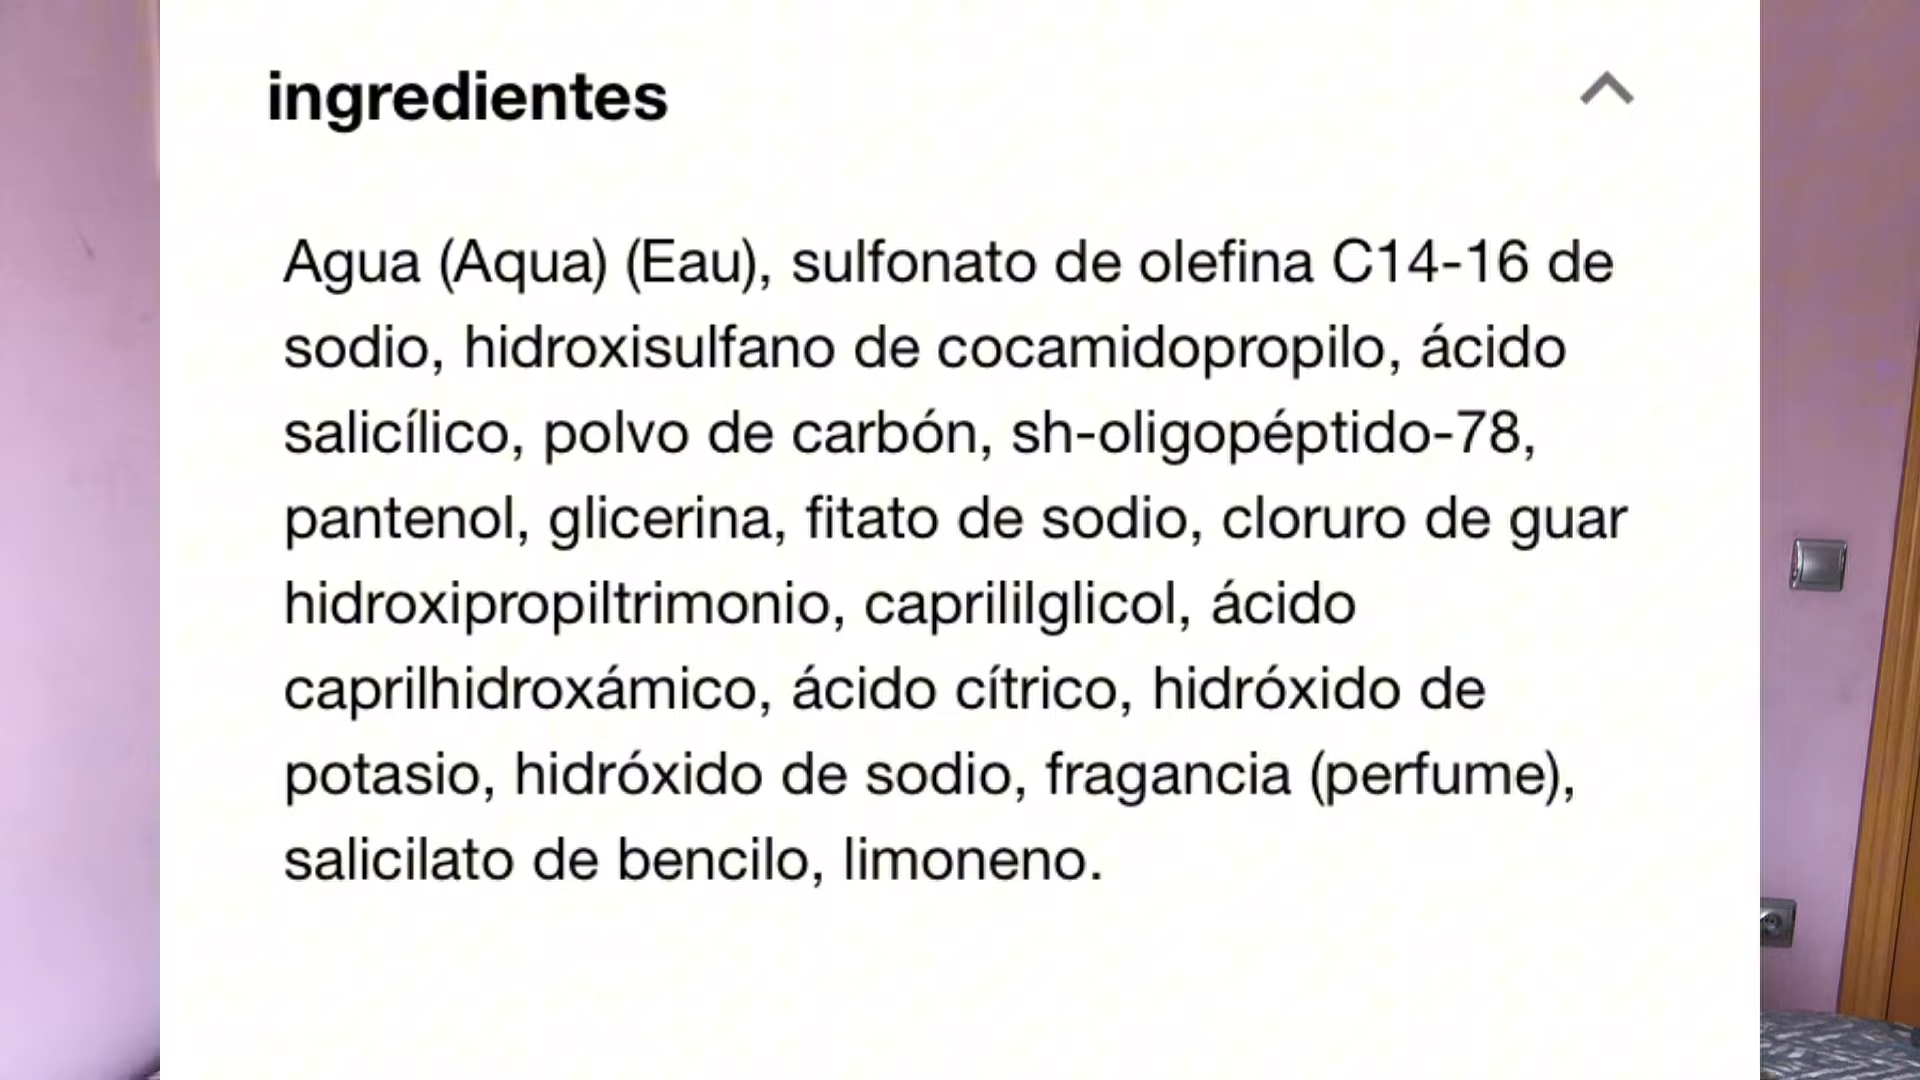 ingredientes
Agua (Aqua) (Eau), sulfonato de olefina C14-16 de
sodio, hidroxisulfano de cocamidopropilo, ácido
salicílico, polvo de carbón, sh-oligopéptido-78,
pantenol, glicerina, fitato de sodio, cloruro de guar
hidroxipropiltrimonio, caprililglicol, ácido
caprilhidroxámico, ácido cítrico, hidróxido de
potasio, hidróxido de sodio, fragancia (perfume),
salicilato de bencilo, limoneno.